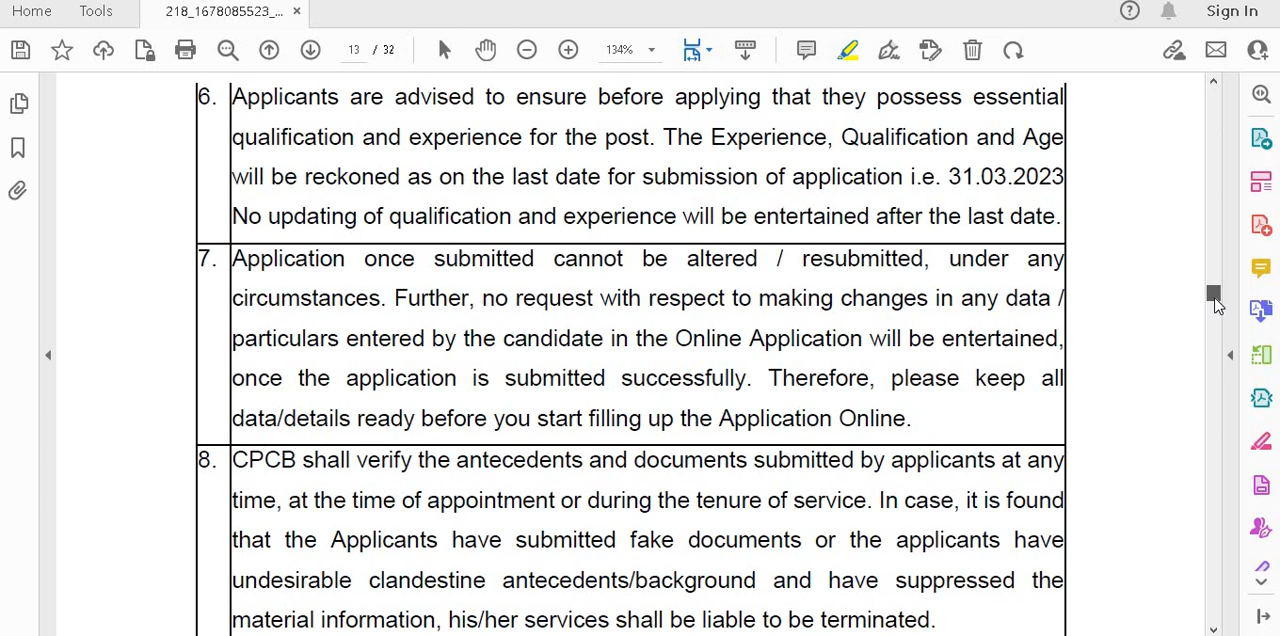 Home Tools 218_1678085523_... × Sign In
13 / 32 134%
6. Applicants are advised to ensure before applying that they possess essential
qualification and experience for the post. The Experience, Qualification and Age
will be reckoned as on the last date for submission of application i.e. 31.03.2023
No updating of qualification and experience will be entertained after the last date.
7. Application once submitted cannot be altered / resubmitted, under any
circumstances. Further, no request with respect to making changes in any data /
particulars entered by the candidate in the Online Application will be entertained,
once the application is submitted successfully. Therefore, please keep all
data/details ready before you start filling up the Application Online.
8. CPCB shall verify the antecedents and documents submitted by applicants at any
time, at the time of appointment or during the tenure of service. In case, it is found
that the Applicants have submitted fake documents or the applicants have
undesirable clandestine antecedents/background and have suppressed the
material information, his/her services shall be liable to be terminated.